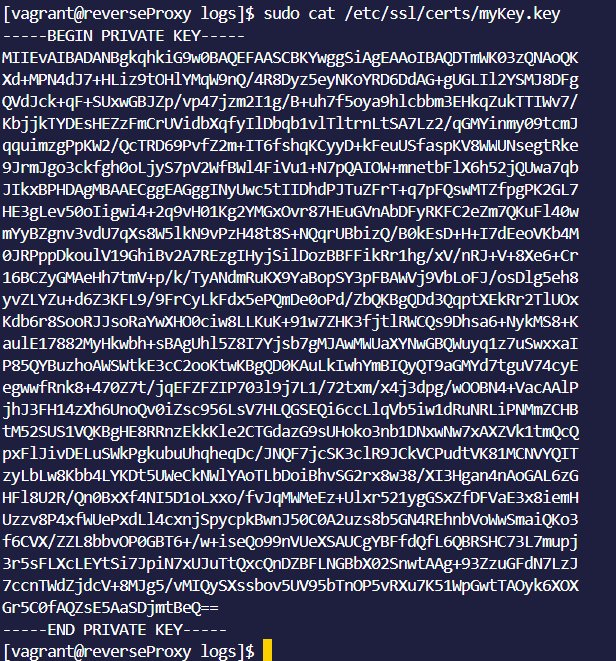 [vagrant@reverseProxy logs]$ sudo cat /etc/ssl/certs/myKey.key
-----BEGIN PRIVATE KEY-----
MIIEvAIBADANBgkqhkiG9w0BAQEFAASCBKYwggSiAgEAAoIBAQDTmWK03zQNAoQK
Xd+MPN4dJ7+HLiz9tOHlYMqW9nQ/4R8Dyz5eyNKoYRD6DdAG+gUGLIl2YSMJ8DFg
QVdJck+qF+SUxwGBJZp/vp47jzm2I1g/B+uh7f5oya9hlcbbm3EHkqZukTTIWv7/
KbjjkTYDEsHEZzFmCrUVidbXqfyIlDbqb1vlTltrnLtSA7Lz2/qGMYinmy09tcmJ
qquimzgPpKW2/QcTRD69PvfZ2m+IT6fshqKCyyD+kFeuUSfaspKV8WWUNsegtRke
9JrmJgo3ckfgh0oLjyS7pV2WfBWl4FiVu1+N7pQAIOW+mnetbFlX6h52jQUwa7qb
JIkxBPHDAgMBAAECggEAGggINyUwc5tIIDhdPJTuZFrT+q7pFQswMTZfpgPK2GL7
HE3gLev50oIigwi4+2q9vH01Kg2YMGxOvr87HEuGVnAbDFyRKFC2eZm7QKuFl40w
mYyBZgnv3vdU7qXs8W5lkN9vPzH48t8S+NQqrUBbizQ/B0kEsD+H+I7dEeoVKb4M
0JRPppDkoulV19GhiBv2A7REzgIHyjSilDozBBFFikRr1hg/xV/nRJ+V+8Xe6+Cr
16BCZyGMAeHh7tmV+p/k/TyANdmRuKX9YaBopSY3pFBAWVj9VbLoFJ/osDlg5eh8
yvZLYZu+d6Z3KFL9/9FrCyLkFdx5ePQmDe0oPd/ZbQKBgQDd3QqptXEkRr2TlUOx
Kdb6r8SooRJJsoRaYwXHO0ciw8LLKuK+91w7ZHK3fjtlRWCQs9Dhsa6+NykMS8+K
aulE17882MyHkwbh+sBAgUhl5Z8I7Yjsb7gMJAwMWUaXYNwGBQWuyq1z7uSwxxaI
P85QYBuzhoAWSWtkE3cC2ooKtwKBgQD0KAuLkIwhYmBIQyQT9aGMYd7tguV74cyE
egwwfRnk8+470Z7t/jqEFZFZIP703l9j7L1/72txm/x4j3dpg/wOOBN4+VacAAlP
jhJ3FH14zXh6UnoQv0iZsc956LsV7HLQGSEQi6ccLlqVb5iw1dRuNRLiPNMmZCHB
tM52SUS1VQKBgHE8RRnzEkkKle2CTGdazG9sUHoko3nb1DNxwNw7xAXZVk1tmQcQ
pxFlJivDELuSWkPgkubuUhqheqDc/JNQF7jcSK3clR9JCkVCPudtVK81MCNVYQIT
zyLbLw8Kbb4LYKDt5UWeCkNWlYAoTLbDoiBhvSG2rx8w38/XI3Hgan4nAoGAL6zG
HFl8U2R/Qn0BxXf4NI5D1oLxxo/fvJqMWMeEz+Ulxr521ygGSxZfDFVaE3x8iemH
Uzzv8P4xfWUePxdLl4cxnjSpycpkBwnJ50C0A2uzs8b5GN4REhnbVoWwSmaiQKo3
f6CVX/ZZL8bbvOP0GBT6+/w+iseQo99nVUeXSAUCgYBFfdQfL6QBRSHC73L7mupj
3r5sFLXcLEYtSi7JpiN7xUJuTtQxcQnDZBFLNGBbX02SnwtAAg+93ZzuGFdN7LzJ
7ccnTWdZjdcV+8MJg5/vMIQySXssbov5UV95bTnOP5vRXu7K51WpGwtTAOyk6XOX
Gr5C0fAQZsE5AaSDjmtBeQ==
-----END PRIVATE KEY-----
[vagrant@reverseProxy logs]$